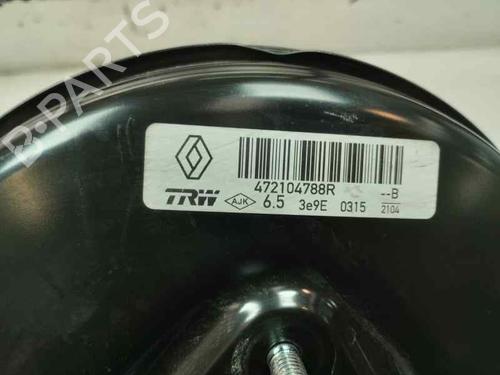 B-PARTS
472104788R --B
TRW AJK 6.5 3e9E 0315 2104